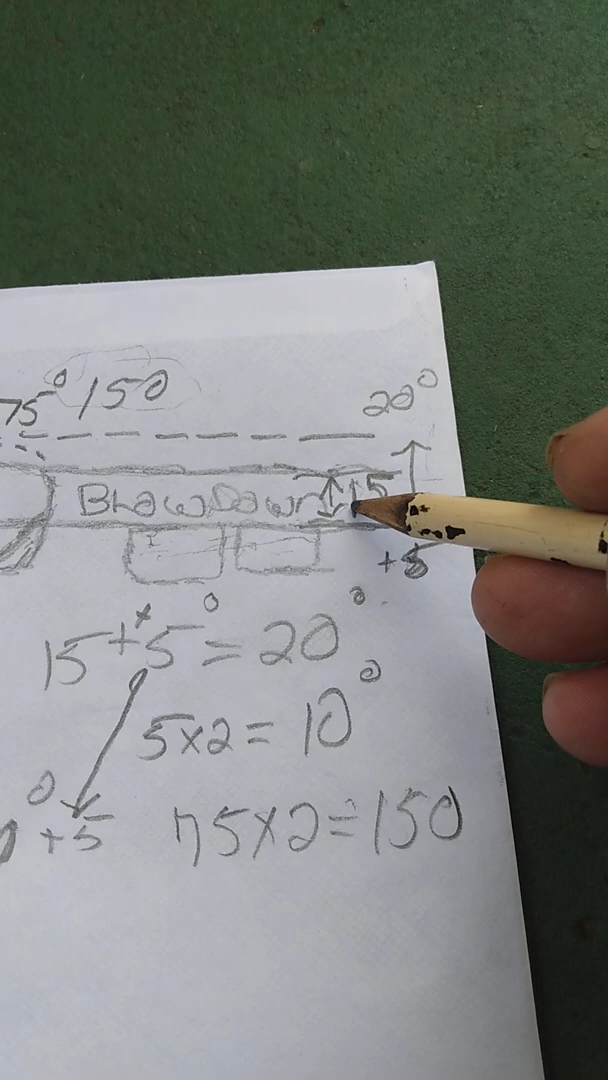 75° 150
20°
BLOWDOWN 15
+5
15+5° = 20°
5x2= 10°
° +5 75x2=150